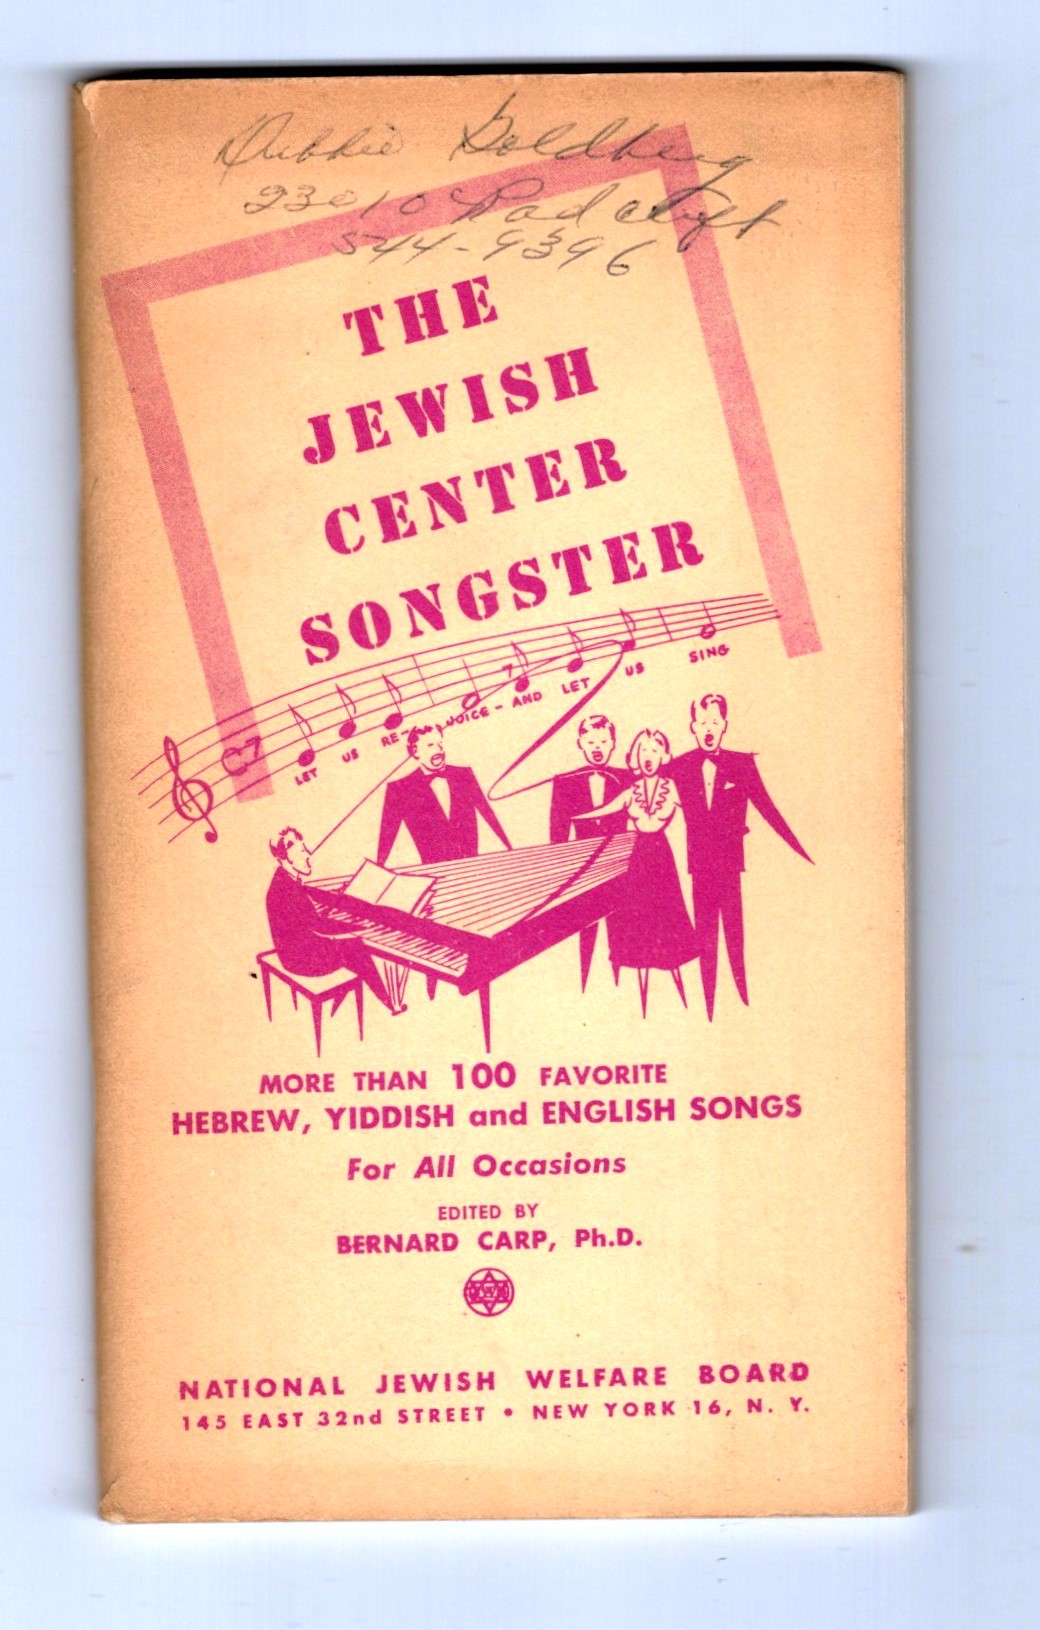 Debbie Goldberg
23010 Radclift
544-9396
THE
JEWISH
CENTER
SONGSTER
LET US RE-JOICE - AND LET US SING
MORE THAN 100 FAVORITE
HEBREW, YIDDISH and ENGLISH SONGS
For All Occasions
EDITED BY
BERNARD CARP, Ph.D.
NATIONAL JEWISH WELFARE BOARD
145 EAST 32nd STREET • NEW YORK 16, N. Y.